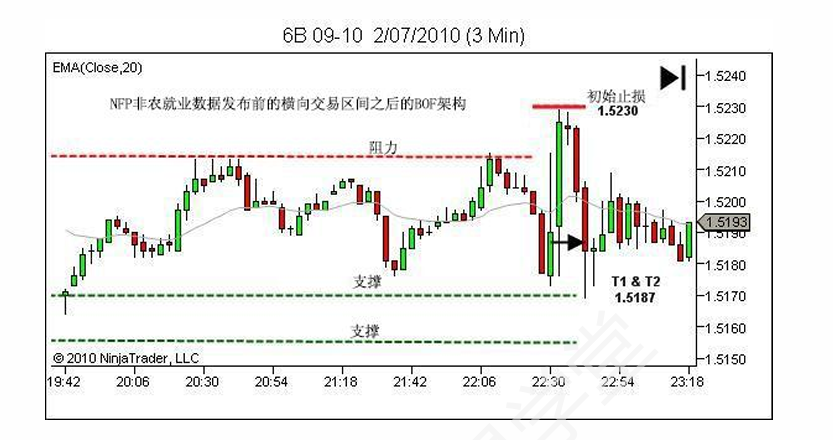 6B 09-10 2/07/2010 (3 Min)
EMA(Close,20)
NFP非农就业数据发布前的横向交易区间之后的BOF架构
初始止损
1.5230
阻力
支撑
T1 & T2
1.5187
支撑
© 2010 NinjaTrader, LLC
1.5240
1.5230
1.5220
1.5210
1.5200
1.5193
1.5190
1.5180
1.5170
1.5160
1.5150
19:42 20:06 20:30 20:54 21:18 21:42 22:06 22:30 22:54 23:18
学堂